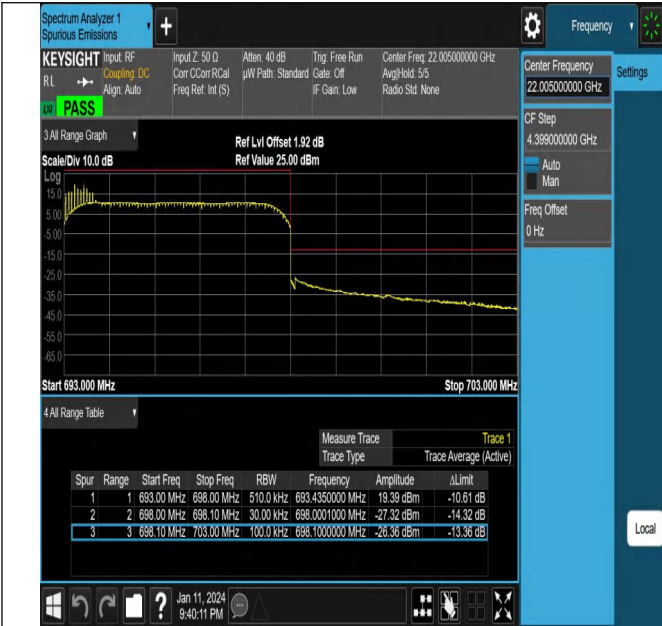 Spectrum Analyzer 1
Spurious Emissions
Frequency
KEYSIGHT
RL
PASS
Input: RF
Coupling: DC
Align: Auto
Input Z: 50 Ω
Corr CCorr RCal
Freq Ref: Int (S)
Atten: 40 dB
µW Path: Standard
Trig: Free Run
Gate: Off
IF Gain: Low
Center Freq: 22.005000000 GHz
Avg|Hold: 5/5
Radio Std: None
Center Frequency
22.005000000 GHz
Settings
CF Step
4.399000000 GHz
Auto
Man
Freq Offset
0 Hz
3 All Range Graph
Scale/Div 10.0 dB
Ref Lvl Offset 1.92 dB
Ref Value 25.00 dBm
Log
15.0
5.00
-5.00
-15.0
-25.0
-35.0
-45.0
-55.0
-65.0
Start 693.000 MHz
Stop 703.000 MHz
4 All Range Table
Measure Trace Trace 1
Trace Type Trace Average (Active)
Spur Range Start Freq Stop Freq RBW Frequency Amplitude ΔLimit
1 1 693.00 MHz 698.00 MHz 510.0 kHz 693.4350000 MHz 19.39 dBm -10.61 dB
2 2 698.00 MHz 698.10 MHz 30.00 kHz 698.0001000 MHz -27.32 dBm -14.32 dB
3 3 698.10 MHz 703.00 MHz 100.0 kHz 698.1000000 MHz -26.36 dBm -13.36 dB
Local
Jan 11, 2024
9:40:11 PM